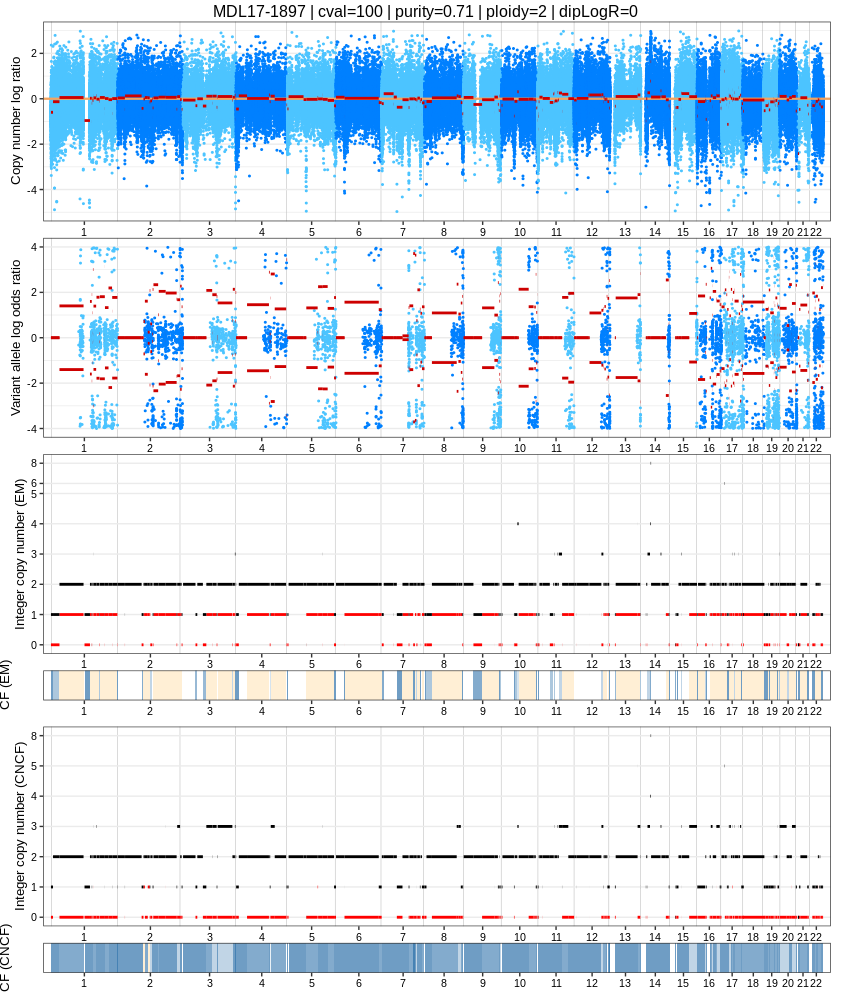 MDL17-1897 | cval=100 | purity=0.71 | ploidy=2 | dipLogR=0
Copy number log ratio
2
0
-2
-4
1 2 3 4 5 6 7 8 9 10 11 12 13 14 15 16 17 18 19 20 21 22
Variant allele log odds ratio
4
2
0
-2
-4
1 2 3 4 5 6 7 8 9 10 11 12 13 14 15 16 17 18 19 20 21 22
Integer copy number (EM)
8
6
5
4
3
2
1
0
1 2 3 4 5 6 7 8 9 10 11 12 13 14 15 16 17 18 19 20 21 22
CF (EM)
1 2 3 4 5 6 7 8 9 10 11 12 13 14 15 16 17 18 19 20 21 22
Integer copy number (CNCF)
8
5
4
3
2
1
0
1 2 3 4 5 6 7 8 9 10 11 12 13 14 15 16 17 18 19 20 21 22
CF (CNCF)
1 2 3 4 5 6 7 8 9 10 11 12 13 14 15 16 17 18 19 20 21 22